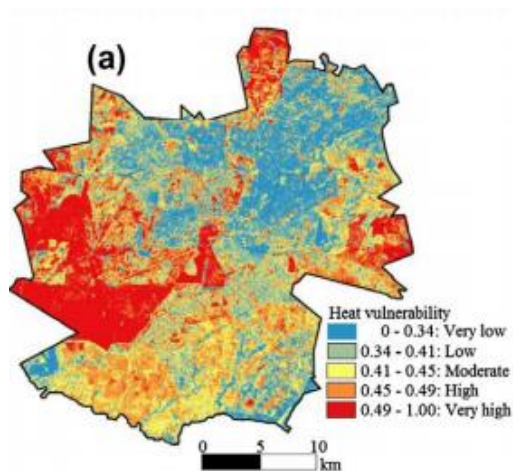 (a)
Heat vulnerability
0 - 0.34: Very low
0.34 - 0.41: Low
0.41 - 0.45: Moderate
0.45 - 0.49: High
0.49 - 1.00: Very high
0 5 10
km